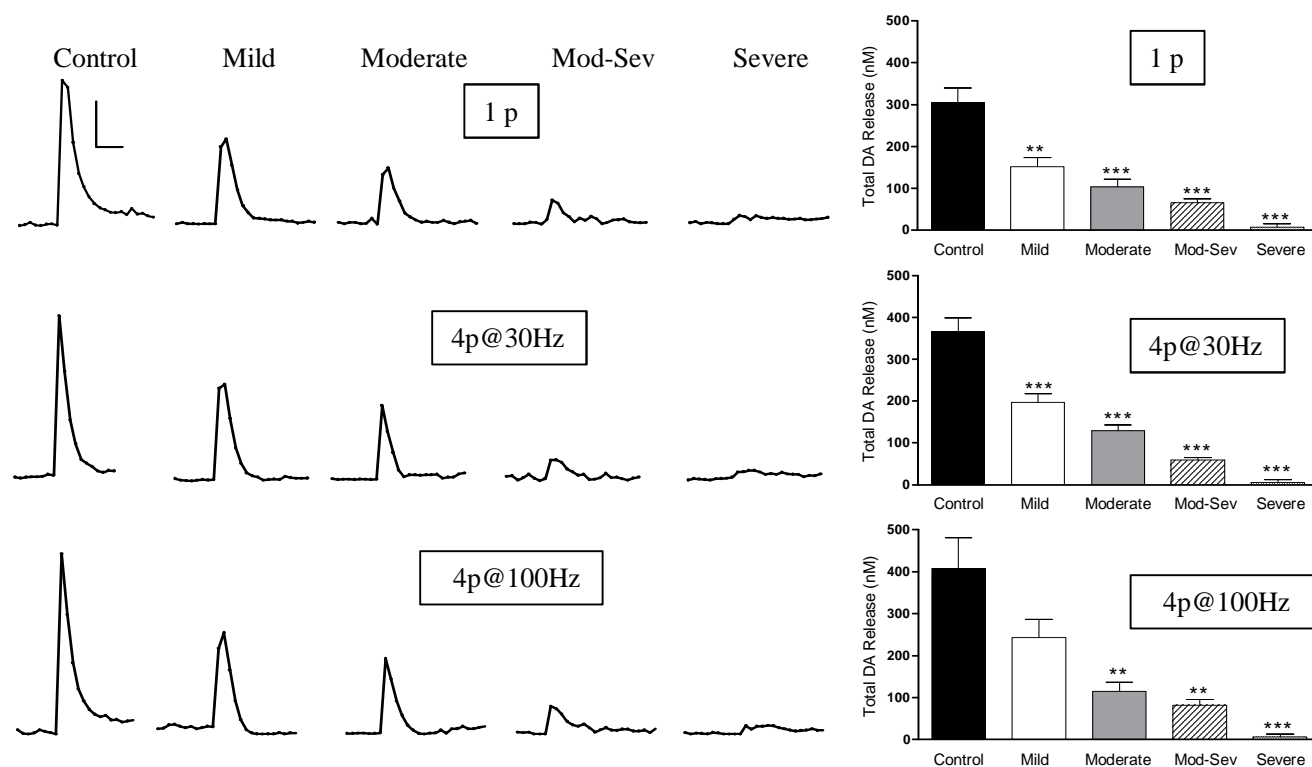 Control Mild Moderate Mod-Sev Severe
1 p
4p@30Hz
4p@100Hz
500
400
300
200
100
0
Total DA Release (nM)
1 p
**
***
***
***
Control Mild Moderate Mod-Sev Severe
500
400
300
200
100
0
Total DA Release (nM)
4p@30Hz
***
***
***
***
Control Mild Moderate Mod-Sev Severe
500
400
300
200
100
0
Total DA Release (nM)
4p@100Hz
**
**
***
Control Mild Moderate Mod-Sev Severe